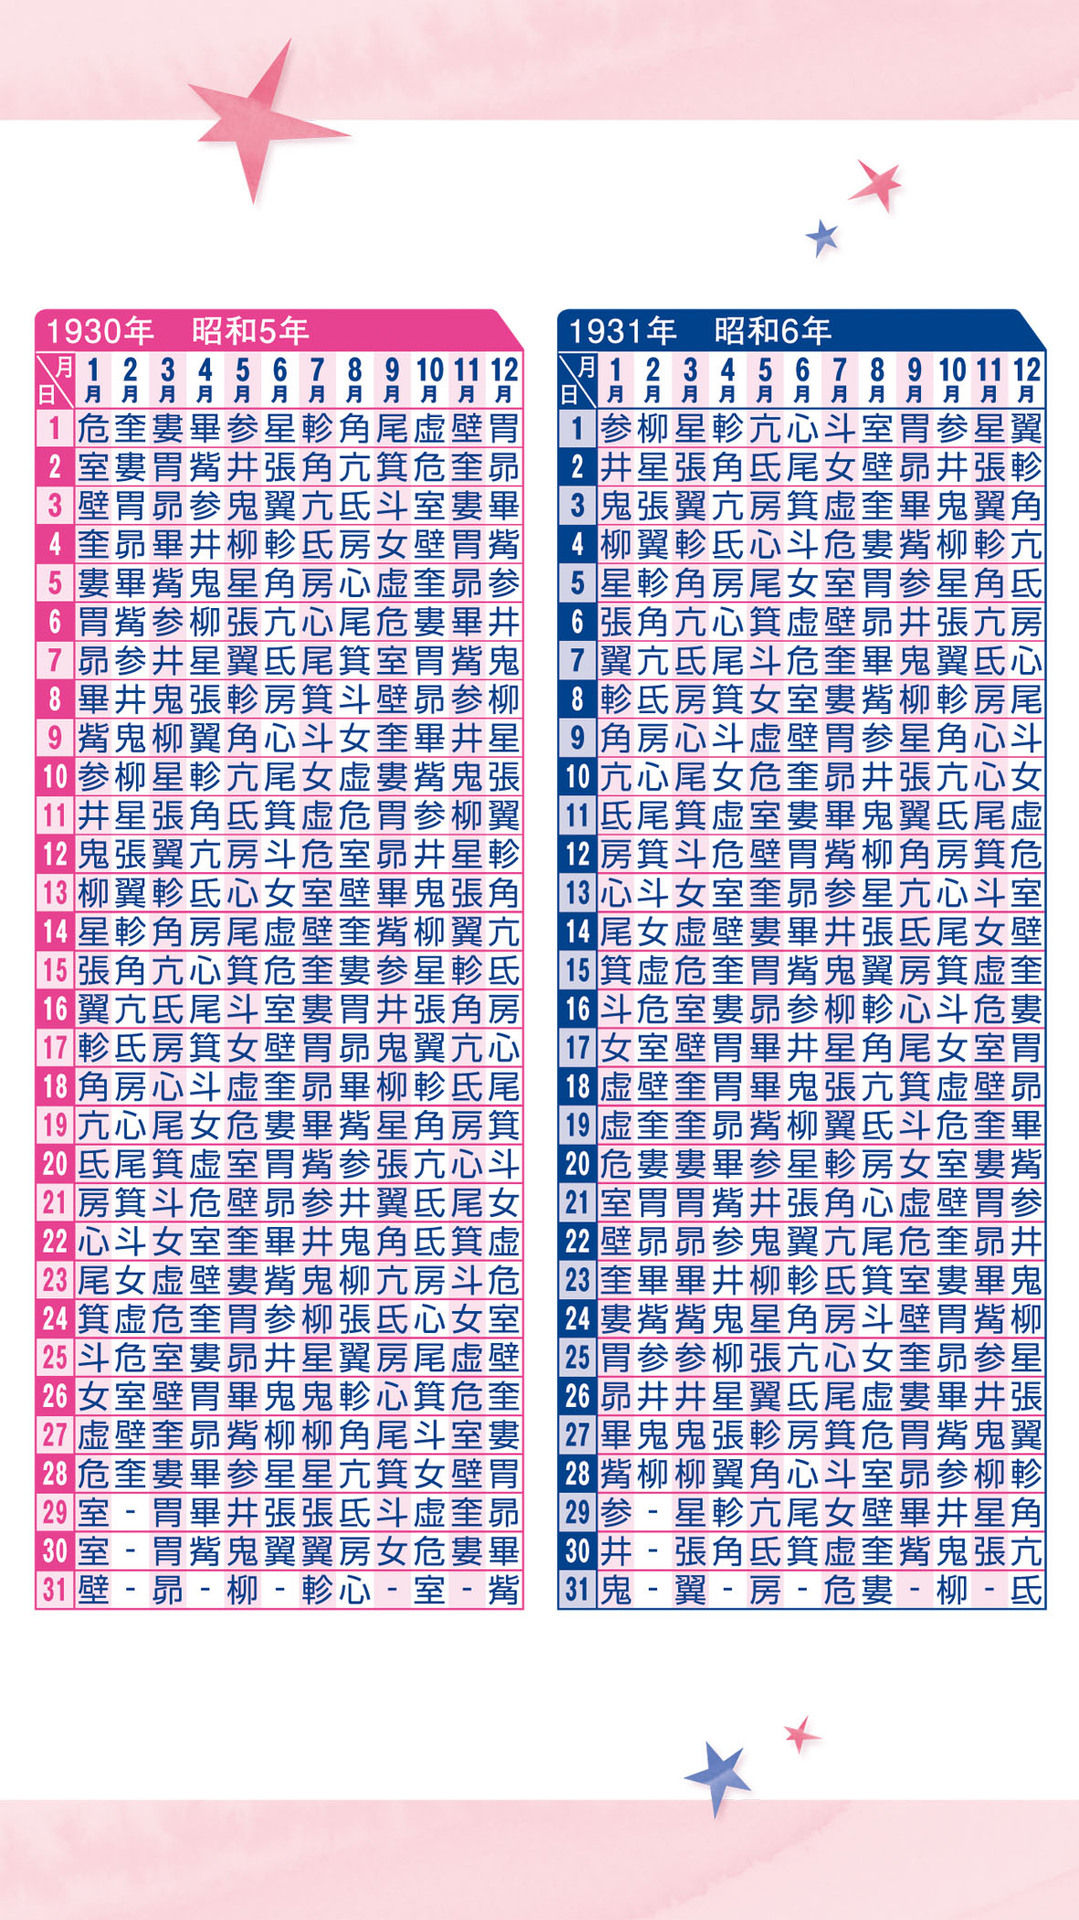 1930年 昭和5年
月 日 1月 2月 3月 4月 5月 6月 7月 8月 9月 10月 11月 12月
1 危 奎 婁 畢 参 星 軫 角 尾 虚 壁 胃
2 室 婁 胃 觜 井 張 角 亢 箕 危 奎 昴
3 壁 胃 昴 参 鬼 翼 亢 氐 斗 室 婁 畢
4 奎 昴 畢 井 柳 軫 氐 房 女 壁 胃 觜
5 婁 畢 觜 鬼 星 角 房 心 虚 奎 昴 参
6 胃 觜 参 柳 張 亢 心 尾 危 婁 畢 井
7 昴 参 井 星 翼 氐 尾 箕 室 胃 觜 鬼
8 畢 井 鬼 張 軫 房 箕 斗 壁 昴 参 柳
9 觜 鬼 柳 翼 角 心 斗 女 奎 畢 井 星
10 参 柳 星 軫 亢 尾 女 虚 婁 觜 鬼 張
11 井 星 張 角 氐 箕 虚 危 胃 参 柳 翼
12 鬼 張 翼 亢 房 斗 危 室 昴 井 星 軫
13 柳 翼 軫 氐 心 女 室 壁 畢 鬼 張 角
14 星 軫 角 房 尾 虚 壁 奎 觜 柳 翼 亢
15 張 角 亢 心 箕 危 奎 婁 参 星 軫 氐
16 翼 亢 氐 尾 斗 室 婁 胃 井 張 角 房
17 軫 氐 房 箕 女 壁 胃 昴 鬼 翼 亢 心
18 角 房 心 斗 虚 奎 昴 畢 柳 軫 氐 尾
19 亢 心 尾 女 危 婁 畢 觜 星 角 房 箕
20 氐 尾 箕 虚 室 胃 觜 参 張 亢 心 斗
21 房 箕 斗 危 壁 昴 参 井 翼 氐 尾 女
22 心 斗 女 室 奎 畢 井 鬼 角 氐 箕 虚
23 尾 女 虚 壁 婁 觜 鬼 柳 亢 房 斗 危
24 箕 虚 危 奎 胃 参 柳 張 氐 心 女 室
25 斗 危 室 婁 昴 井 星 翼 房 尾 虚 壁
26 女 室 壁 胃 畢 鬼 鬼 軫 心 箕 危 奎
27 虚 壁 奎 昴 觜 柳 柳 角 尾 斗 室 婁
28 危 奎 婁 畢 参 星 星 亢 箕 女 壁 胃
29 室 - 胃 畢 井 張 張 氐 斗 虚 奎 昴
30 室 - 胃 觜 鬼 翼 翼 房 女 危 婁 畢
31 壁 - 昴 - 柳 - 軫 心 - 室 - 觜
1931年 昭和6年
月 日 1月 2月 3月 4月 5月 6月 7月 8月 9月 10月 11月 12月
1 参 柳 星 軫 亢 心 斗 室 胃 参 星 翼
2 井 星 張 角 氐 尾 女 壁 昴 井 張 軫
3 鬼 張 翼 亢 房 箕 虚 奎 畢 鬼 翼 角
4 柳 翼 軫 氐 心 斗 危 婁 觜 柳 軫 亢
5 星 軫 角 房 尾 女 室 胃 参 星 角 氐
6 張 角 亢 心 箕 虚 壁 昴 井 張 亢 房
7 翼 亢 氐 尾 斗 危 奎 畢 鬼 翼 氐 心
8 軫 氐 房 箕 女 室 婁 觜 柳 軫 房 尾
9 角 房 心 斗 虚 壁 胃 参 星 角 心 斗
10 亢 心 尾 女 危 奎 昴 井 張 亢 心 女
11 氐 尾 箕 虚 室 婁 畢 鬼 翼 氐 尾 虚
12 房 箕 斗 危 壁 胃 觜 柳 角 房 箕 危
13 心 斗 女 室 奎 昴 参 星 亢 心 斗 室
14 尾 女 虚 壁 婁 畢 井 張 氐 尾 女 壁
15 箕 虚 危 奎 胃 觜 鬼 翼 房 箕 虚 奎
16 斗 危 室 婁 昴 参 柳 軫 心 斗 危 婁
17 女 室 壁 胃 畢 井 星 角 尾 女 室 胃
18 虚 壁 奎 胃 畢 鬼 張 亢 箕 虚 壁 昴
19 虚 奎 奎 昴 觜 柳 翼 氐 斗 危 奎 畢
20 危 婁 婁 畢 参 星 軫 房 女 室 婁 觜
21 室 胃 胃 觜 井 張 角 心 虚 壁 胃 参
22 壁 昴 昴 参 鬼 翼 亢 尾 危 奎 昴 井
23 奎 畢 畢 井 柳 軫 氐 箕 室 婁 畢 鬼
24 婁 觜 觜 鬼 星 角 房 斗 壁 胃 觜 柳
25 胃 参 参 柳 張 亢 心 女 奎 昴 参 星
26 昴 井 井 星 翼 氐 尾 虚 婁 畢 井 張
27 畢 鬼 鬼 張 軫 房 箕 危 胃 觜 鬼 翼
28 觜 柳 柳 翼 角 心 斗 室 昴 参 柳 軫
29 参 - 星 軫 亢 尾 女 壁 畢 井 星 角
30 井 - 張 角 氐 箕 虚 奎 觜 鬼 張 亢
31 鬼 - 翼 - 房 - 危 婁 - 柳 - 氐